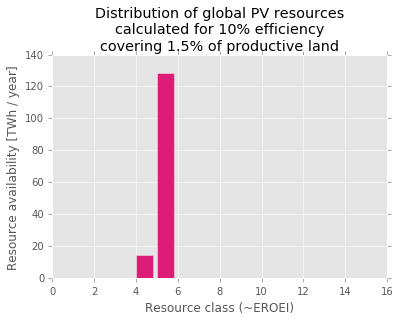 Distribution of global PV resources
calculated for 10% efficiency
covering 1.5% of productive land
140
120
100
80
60
40
20
0
Resource availability [TWh / year]
0 2 4 6 8 10 12 14 16
Resource class (~EROEI)